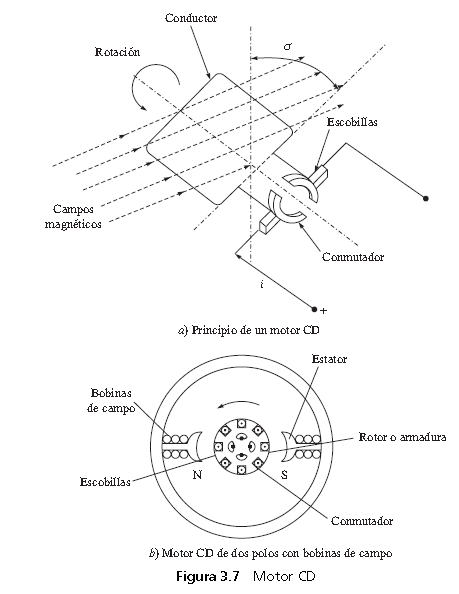 Conductor
Rotación
σ
Escobillas
Campos
magnéticos
Conmutador
i
+
a) Principio de un motor CD
Estator
Bobinas
de campo
Rotor o armadura
N
S
Escobillas
Conmutador
b) Motor CD de dos polos con bobinas de campo
Figura 3.7 Motor CD